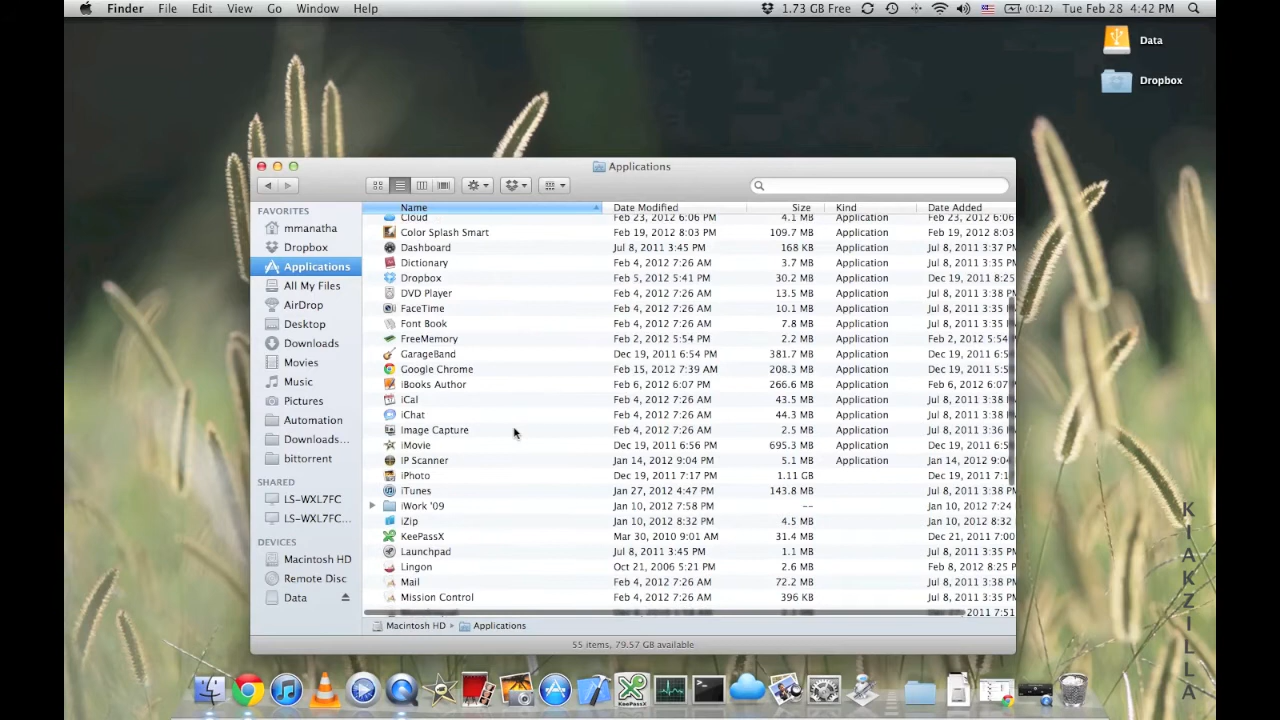 Finder File Edit View Go Window Help 1.73 GB Free (0:12) Tue Feb 28 4:42 PM
Data
Dropbox
Applications
FAVORITES
mmanatha
Dropbox
Applications
All My Files
AirDrop
Desktop
Downloads
Movies
Music
Pictures
Automation
Downloads...
bittorrent
SHARED
LS-WXL7FC
LS-WXL7FC...
DEVICES
Macintosh HD
Remote Disc
Data
Name Date Modified Size Kind Date Added
Cloud Feb 23, 2012 6:06 PM 4.1 MB Application Feb 23, 2012 6:06
Color Splash Smart Feb 19, 2012 8:03 PM 109.7 MB Application Feb 19, 2012 8:03
Dashboard Jul 8, 2011 3:45 PM 168 KB Application Jul 8, 2011 3:37 P
Dictionary Feb 4, 2012 7:26 AM 3.7 MB Application Jul 8, 2011 3:38 P
Dropbox Feb 5, 2012 5:41 PM 30.2 MB Application Dec 19, 2011 8:25
DVD Player Feb 4, 2012 7:26 AM 13.5 MB Application Jul 8, 2011 3:38 P
FaceTime Feb 4, 2012 7:26 AM 10.1 MB Application Jul 8, 2011 3:38 P
Font Book Feb 4, 2012 7:26 AM 7.8 MB Application Jul 8, 2011 3:38 P
FreeMemory Feb 2, 2012 5:54 PM 2.2 MB Application Feb 2, 2012 5:54
GarageBand Dec 19, 2011 6:54 PM 381.7 MB Application Jul 8, 2011 3:38 P
Google Chrome Feb 15, 2012 7:39 AM 208.3 MB Application Dec 19, 2011 5:5
iBooks Author Feb 6, 2012 6:07 PM 266.6 MB Application Feb 6, 2012 6:07
iCal Feb 4, 2012 7:26 AM 43.5 MB Application Jul 8, 2011 3:38 P
iChat Feb 4, 2012 7:26 AM 44.3 MB Application Jul 8, 2011 3:38 P
Image Capture Feb 4, 2012 7:26 AM 2.5 MB Application Jul 8, 2011 3:36 P
iMovie Dec 19, 2011 6:56 PM 695.3 MB Application Jul 8, 2011 3:38 P
IP Scanner Jan 14, 2012 9:04 PM 5.1 MB Application Jan 14, 2012 9:04
iPhoto Dec 19, 2011 7:17 PM 1.11 GB Jul 8, 2011 3:38 P
iTunes Jan 27, 2012 4:47 PM 143.8 MB Jul 8, 2011 3:38 P
iWork '09 Jan 10, 2012 7:58 PM -- Jan 10, 2012 7:24
iZip Jan 10, 2012 8:32 PM 4.5 MB Jan 10, 2012 8:32
KeePassX Mar 30, 2010 9:01 AM 31.4 MB Dec 21, 2011 7:00
Launchpad Jul 8, 2011 3:45 PM 1.1 MB Jul 8, 2011 3:38 P
Lingon Oct 21, 2006 5:21 PM 2.6 MB Feb 8, 2012 8:25
Mail Feb 4, 2012 7:26 AM 72.2 MB Jul 8, 2011 3:38 P
Mission Control Feb 4, 2012 7:26 AM 396 KB Jul 8, 2011 3:38 P
Macintosh HD Applications
55 items, 79.57 GB available
KeePassX
KIAKZILLA